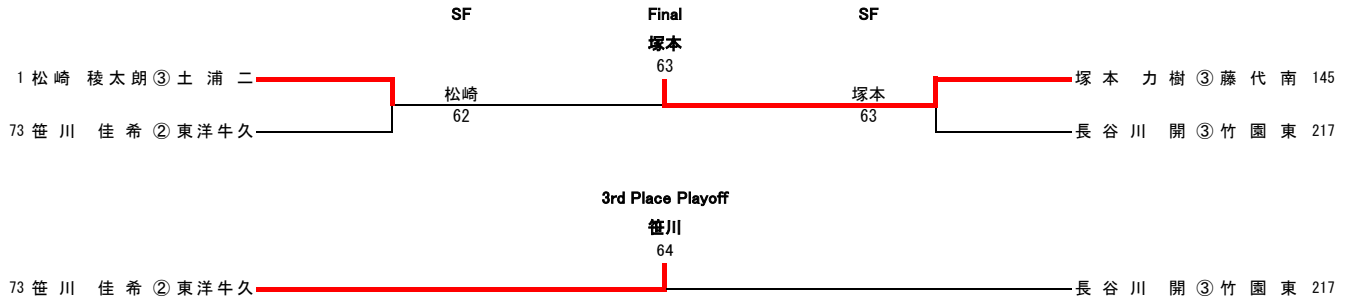 SF Final SF
塚本
63
1 松崎 稜太朗 ③ 土浦二
塚本 力樹 ③ 藤代南 145
松崎
62
塚本
63
73 笹川 佳希 ② 東洋牛久
長谷川 開 ③ 竹園東 217
3rd Place Playoff
笹川
64
73 笹川 佳希 ② 東洋牛久
長谷川 開 ③ 竹園東 217